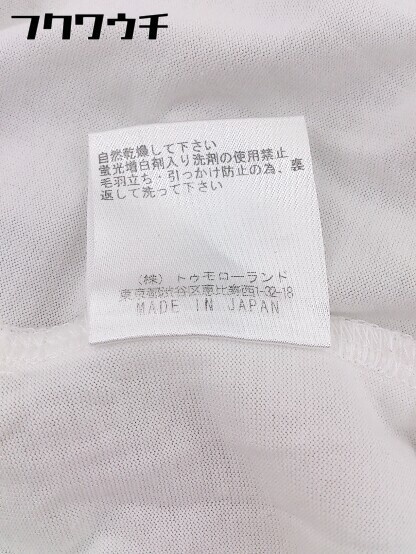 フクワウチ
自然乾燥して下さい
蛍光増白剤入り洗剤の使用禁止
毛羽立ち・引っかけ防止の為、裏
返して洗って下さい
(株) トゥモローランド
東京都渋谷区恵比寿西1-32-18
MADE IN JAPAN